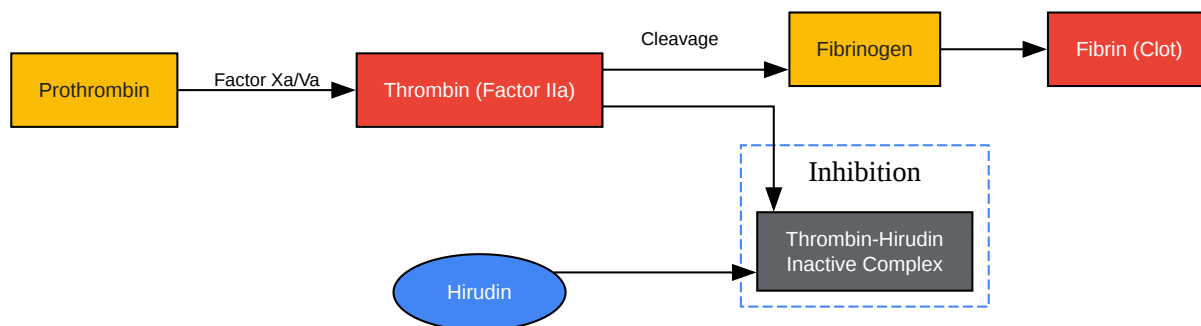 Prothrombin
Factor Xa/Va
Thrombin (Factor IIa)
Cleavage
Fibrinogen
Fibrin (Clot)
Inhibition
Thrombin-Hirudin
Inactive Complex
Hirudin